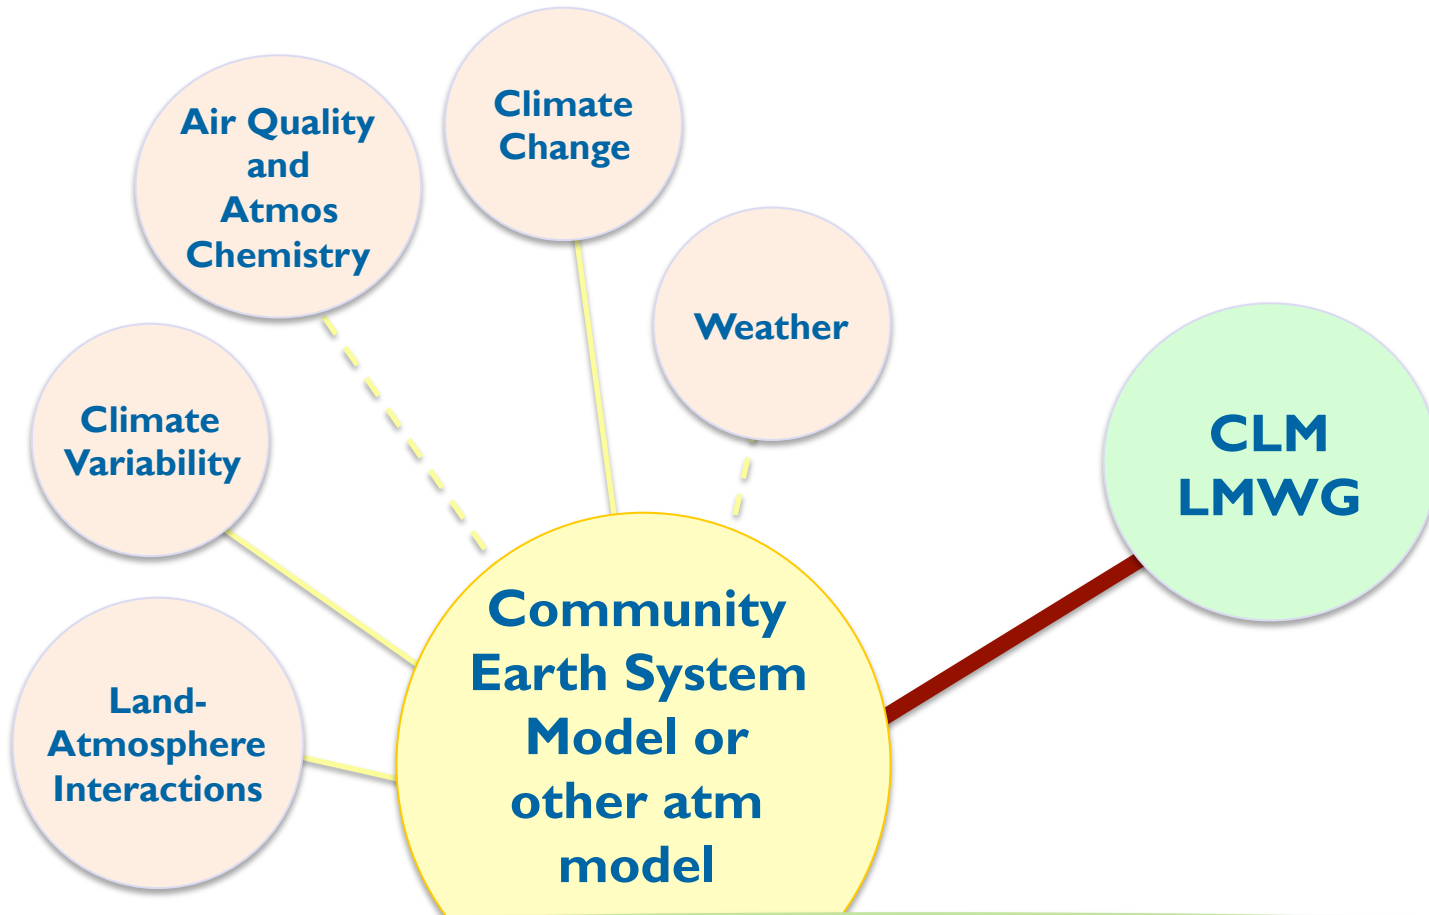 Climate
Change
Air Quality
and
Atmos
Chemistry
Weather
Climate
Variability
CLM
LMWG
Community
Earth System
Model or
other atm
model
Land-
Atmosphere
Interactions